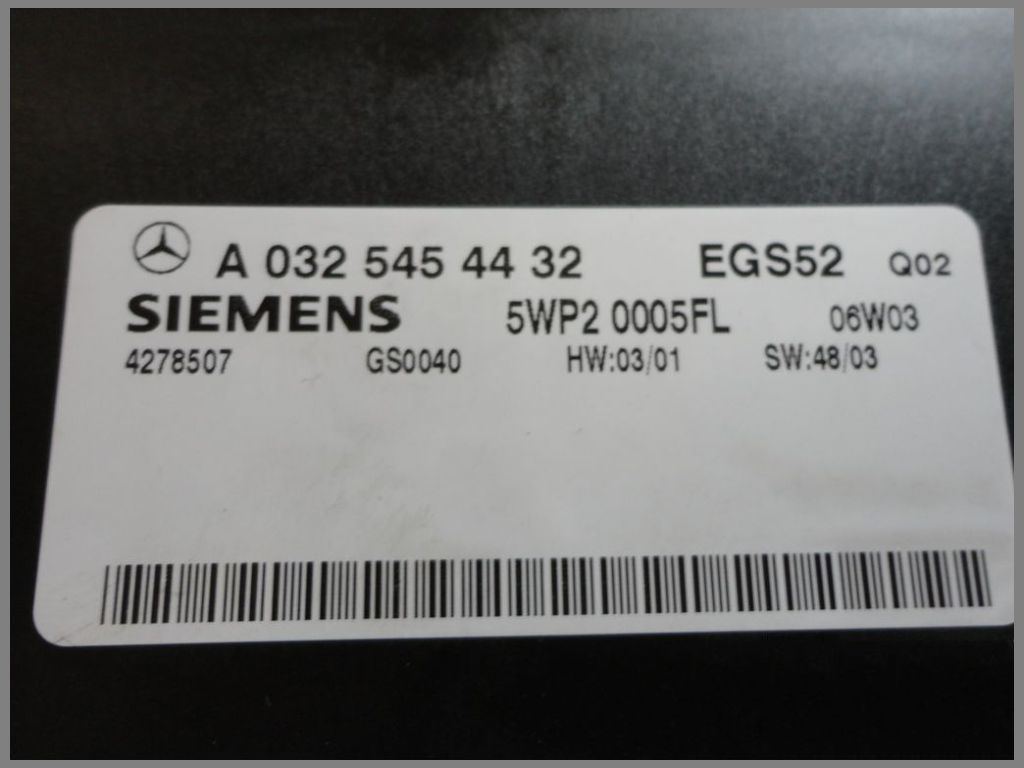 A 032 545 44 32 EGS52 Q02
SIEMENS 5WP2 0005FL 06W03
4278507 GS0040 HW:03/01 SW:48/03